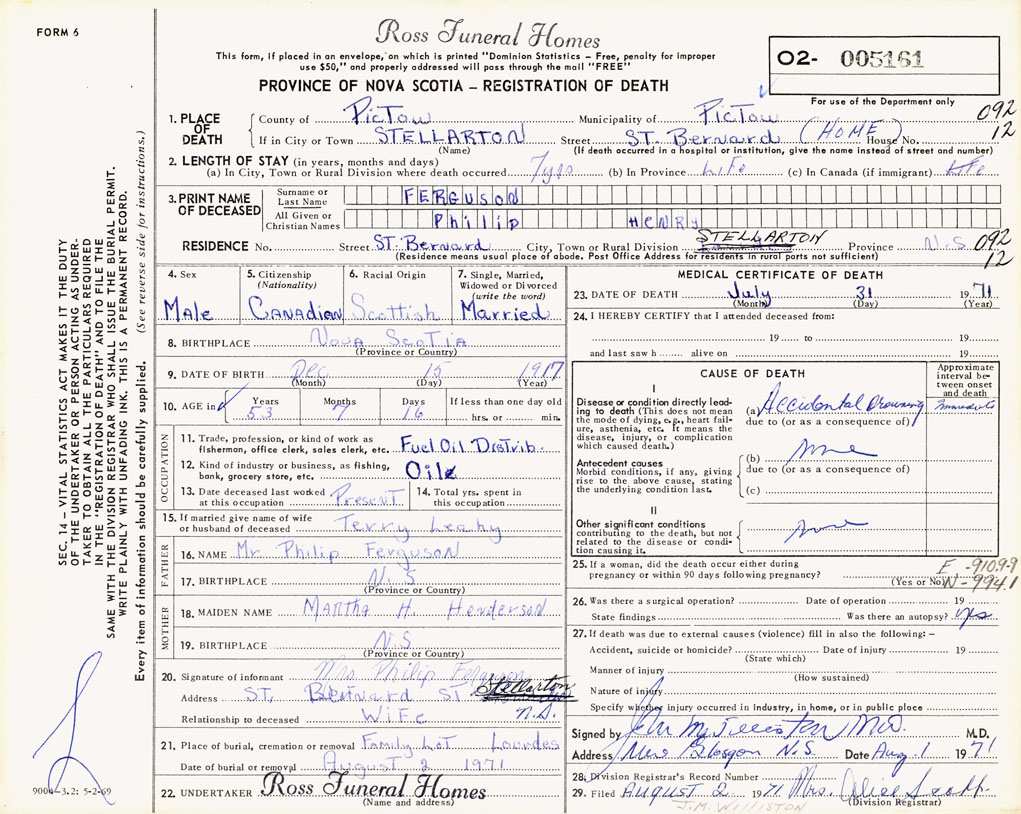 FORM 6
Ross Funeral Homes
This form, if placed in an envelope, on which is printed "Dominion Statistics – Free, penalty for improper
use $50," and properly addressed will pass through the mail "FREE"
PROVINCE OF NOVA SCOTIA – REGISTRATION OF DEATH
02- 005161
For use of the Department only
092
12
1. PLACE OF DEATH
County of PicTou Municipality of PicTou
If in City or Town STELLARTON Street ST. Bernard (HOME) House No.
(Name) (If death occurred in a hospital or institution, give the name instead of street and number)
2. LENGTH OF STAY (in years, months and days)
(a) In City, Town or Rural Division where death occurred 7yrs (b) In Province Life (c) In Canada (if immigrant) Life
3. PRINT NAME OF DECEASED
Surname or Last Name FERGUSON
All Given or Christian Names Philip HENRY
RESIDENCE No. Street ST. Bernard City, Town or Rural Division STELLARTON Province N.S.
092
12
(Residence means usual place of abode. Post Office Address for residents in rural parts not sufficient)
4. Sex
Male
5. Citizenship
(Nationality)
Canadian
6. Racial Origin
Scottish
7. Single, Married,
Widowed or Divorced
(write the word)
Married
8. BIRTHPLACE Nova Scotia
(Province or Country)
9. DATE OF BIRTH Dec. 15 1917
(Month) (Day) (Year)
10. AGE in Years Months Days If less than one day old
53 7 16 hrs. or min.
OCCUPATION
11. Trade, profession, or kind of work as
fisherman, office clerk, sales clerk, etc. Fuel Oil Distrib.
12. Kind of industry or business, as fishing,
bank, grocery store, etc. Oil
13. Date deceased last worked
at this occupation Present
14. Total yrs. spent in
this occupation
15. If married give name of wife
or husband of deceased Terry Leahy
FATHER
16. NAME Mr. Philip Ferguson
17. BIRTHPLACE N.S
(Province or Country)
MOTHER
18. MAIDEN NAME Martha H. Henderson
19. BIRTHPLACE N.S
(Province or Country)
20. Signature of informant Mrs Philip Ferguson
Address ST. Bernard ST Stellarton
N.S.
Relationship to deceased Wife
21. Place of burial, cremation or removal Family Lot Lourdes
Date of burial or removal August 2 1971
22. UNDERTAKER Ross Funeral Homes
(Name and address)
MEDICAL CERTIFICATE OF DEATH
23. DATE OF DEATH July 31 1971
(Month) (Day) (Year)
24. I HEREBY CERTIFY that I attended deceased from:
19 to 19
and last saw h alive on 19
CAUSE OF DEATH
Approximate
interval between onset
and death
I
Disease or condition directly leading to death (This does not mean
the mode of dying, e.g., heart failure, asthenia, etc. It means the
disease, injury, or complication
which caused death.)
(a) Accidental Drowning Immediate
due to (or as a consequence of)
(b) none
due to (or as a consequence of)
(c)
Antecedent causes
Morbid conditions, if any, giving
rise to the above cause, stating
the underlying condition last.
II
Other significant conditions
contributing to the death, but not
related to the disease or condition causing it.
none
25. If a woman, did the death occur either during
pregnancy or within 90 days following pregnancy?
(Yes or No)
E -910.9-9
N - 994.1
26. Was there a surgical operation? Date of operation 19
State findings Was there an autopsy? yes
27. If death was due to external causes (violence) fill in also the following: –
Accident, suicide or homicide? Date of injury 19
(State which)
Manner of injury
(How sustained)
Nature of injury
Specify whether injury occurred in industry, in home, or in public place
Signed by M.D.
Address New Glasgow N.S. Date Aug. 1 1971
28. Division Registrar's Record Number
29. Filed AUGUST 2 1971 Mrs. Alice Scott
(Division Registrar)
J.M. WILLISTON
SEC. 14 – VITAL STATISTICS ACT MAKES IT THE DUTY
OF THE UNDERTAKER OR PERSON ACTING AS UNDERTAKER TO OBTAIN ALL THE PARTICULARS REQUIRED
IN THE "REGISTRATION OF DEATH" AND TO FILE THE
SAME WITH THE DIVISION REGISTRAR WHO SHALL ISSUE THE BURIAL PERMIT.
WRITE PLAINLY WITH UNFADING INK. THIS IS A PERMANENT RECORD.
Every item of information should be carefully supplied. (See reverse side for instructions.)
9004-3.2: 5-2-69